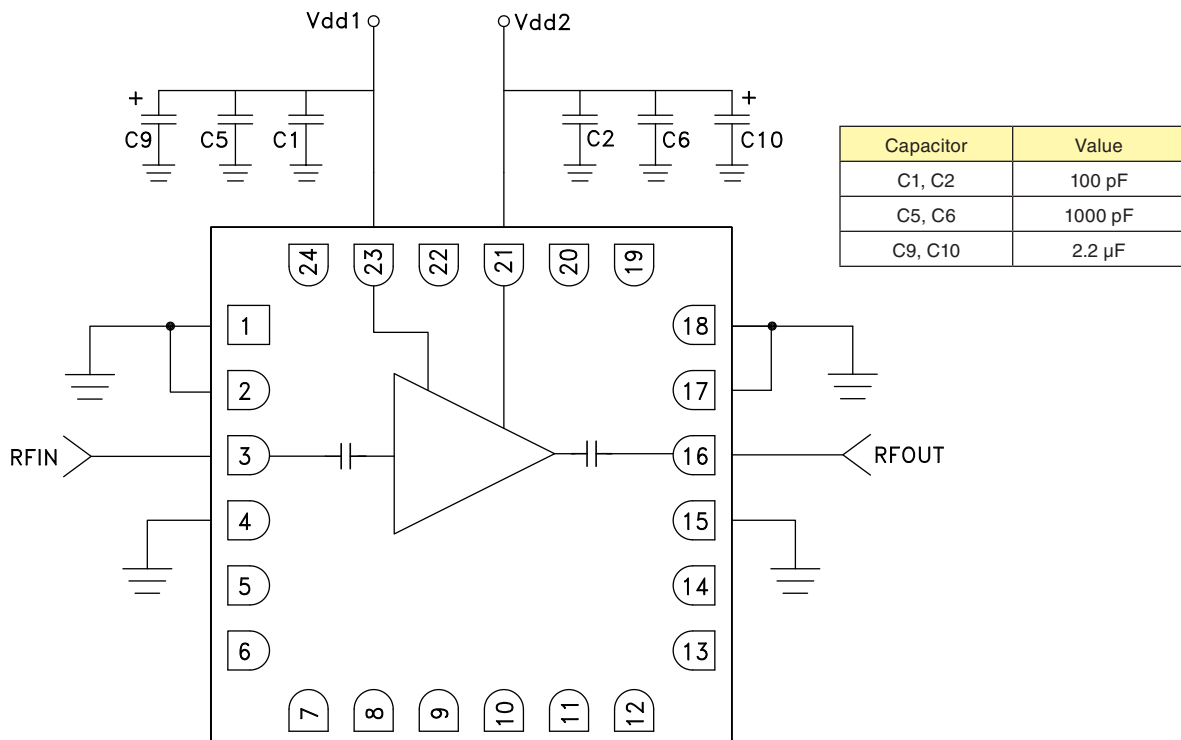 Vdd1 Vdd2
+ +
C9 C5 C1 C2 C6 C10
Capacitor Value
C1, C2 100 pF
C5, C6 1000 pF
C9, C10 2.2 µF
24 23 22 21 20 19
1 18
2 17
RFIN 3 16 RFOUT
4 15
5 14
6 13
7 8 9 10 11 12